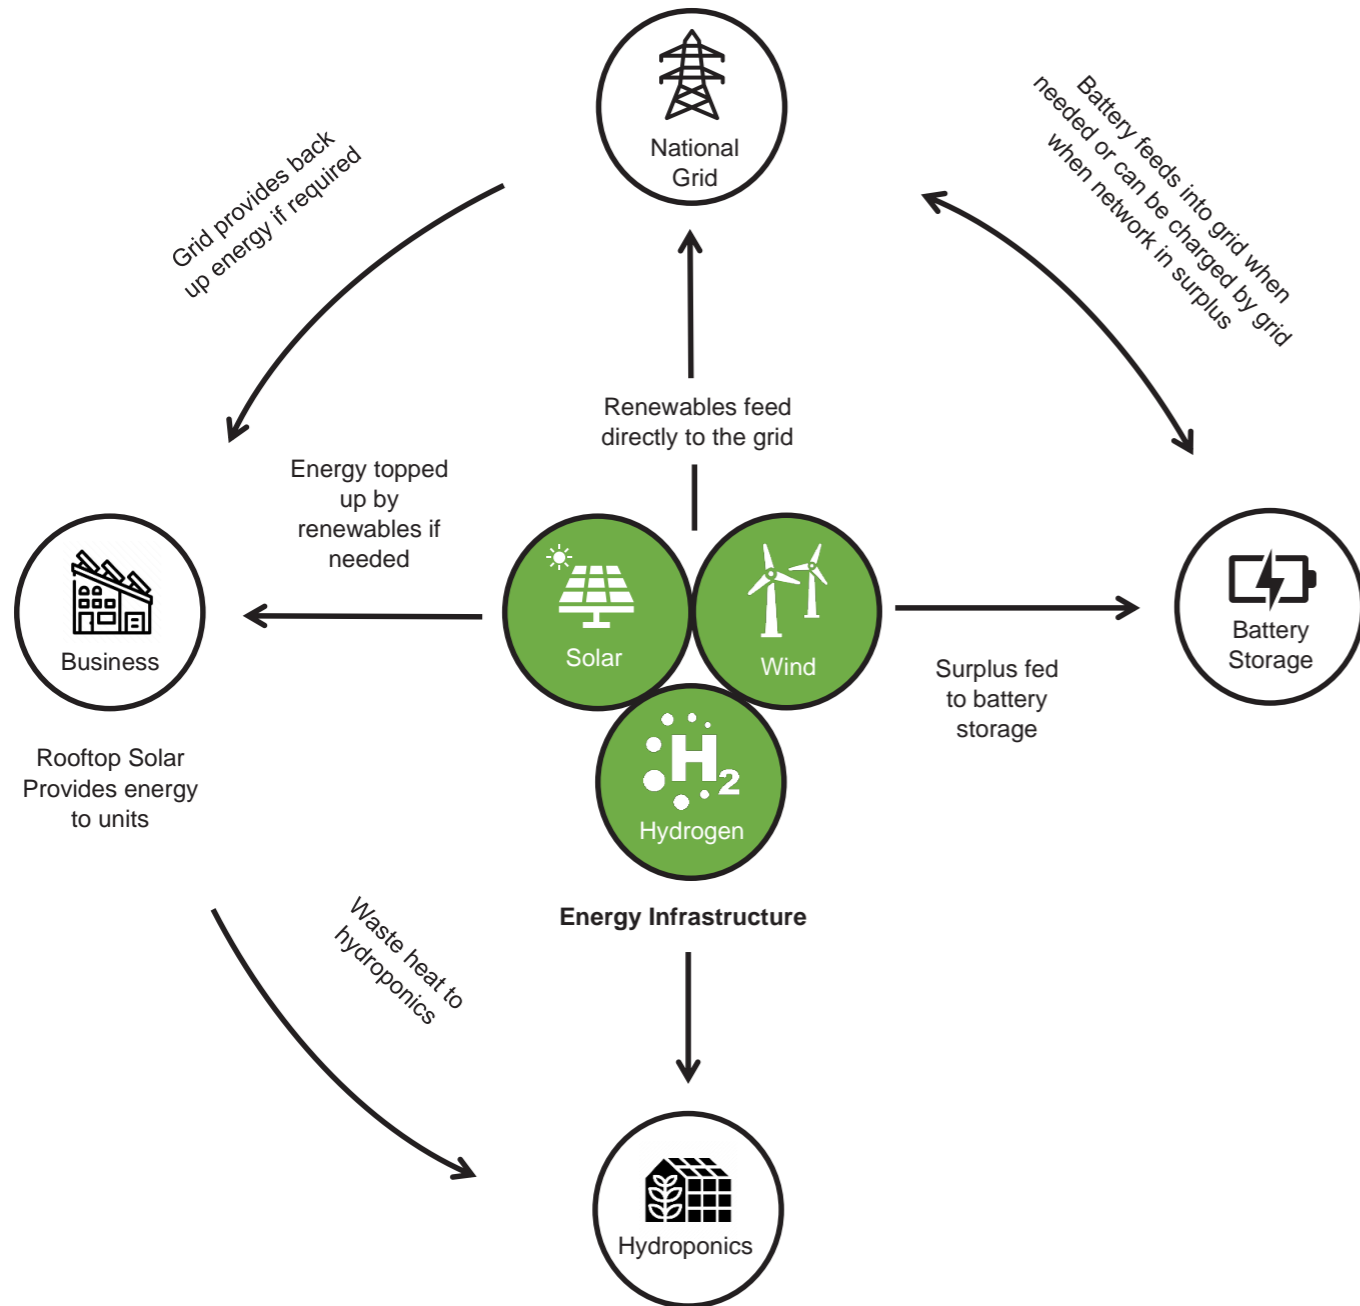 National
Grid
Grid provides back
up energy if required
Battery feeds into grid when
needed or can be charged by grid
when network in surplus
Renewables feed
directly to the grid
Energy topped
up by
renewables if
needed
Business
Solar
Wind
Battery
Storage
Surplus fed
to battery
storage
Rooftop Solar
Provides energy
to units
H2
Hydrogen
Energy Infrastructure
Waste heat to
hydroponics
Hydroponics